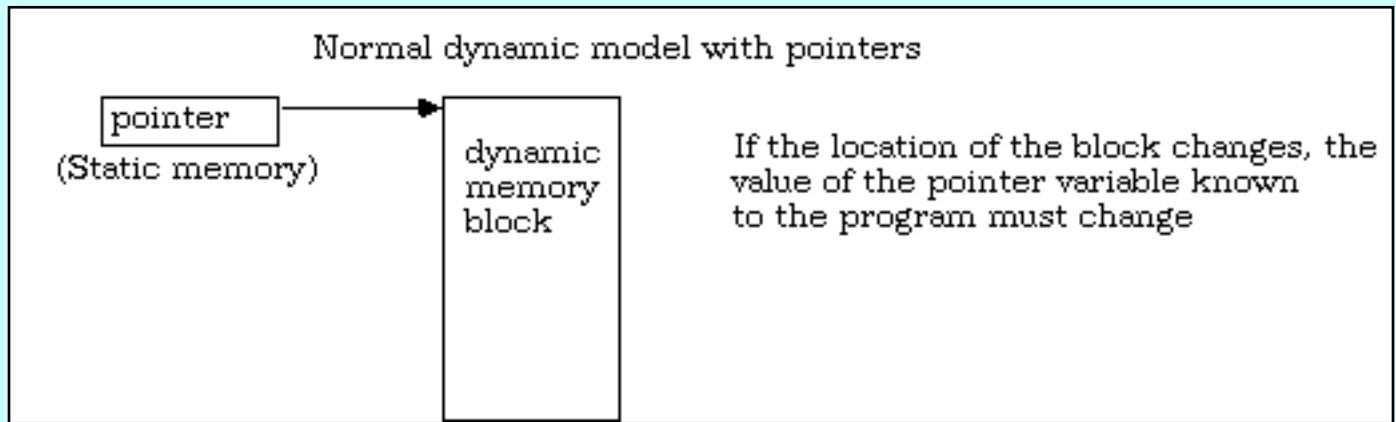 Normal dynamic model with pointers
pointer
(Static memory)
dynamic
memory
block
If the location of the block changes, the
value of the pointer variable known
to the program must change